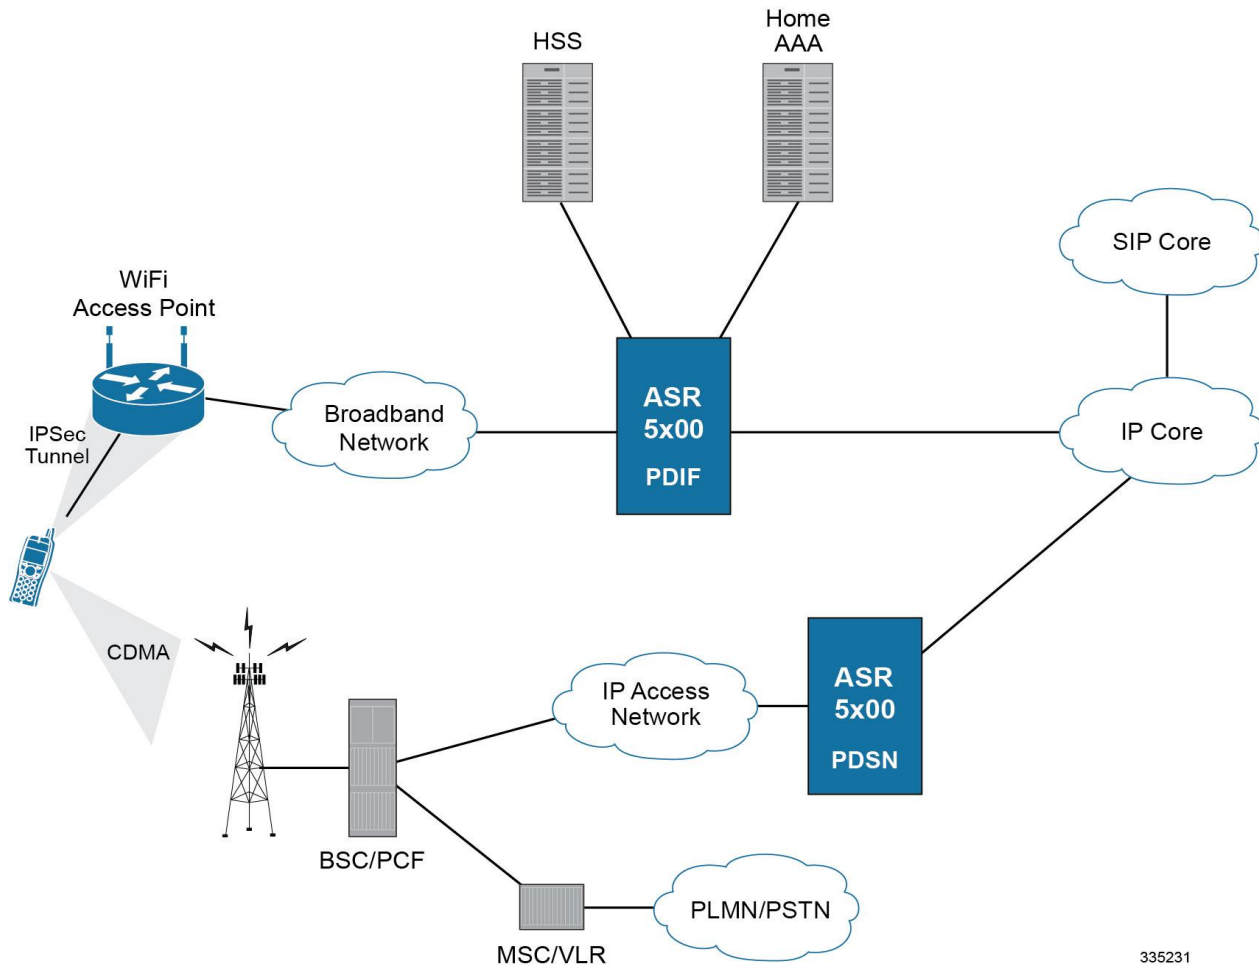 HSS
Home
AAA
SIP Core
WiFi
Access Point
ASR
5x00
PDIF
Broadband
Network
IP Core
IPSec
Tunnel
CDMA
IP Access
Network
ASR
5x00
PDSN
BSC/PCF
PLMN/PSTN
MSC/VLR
335231